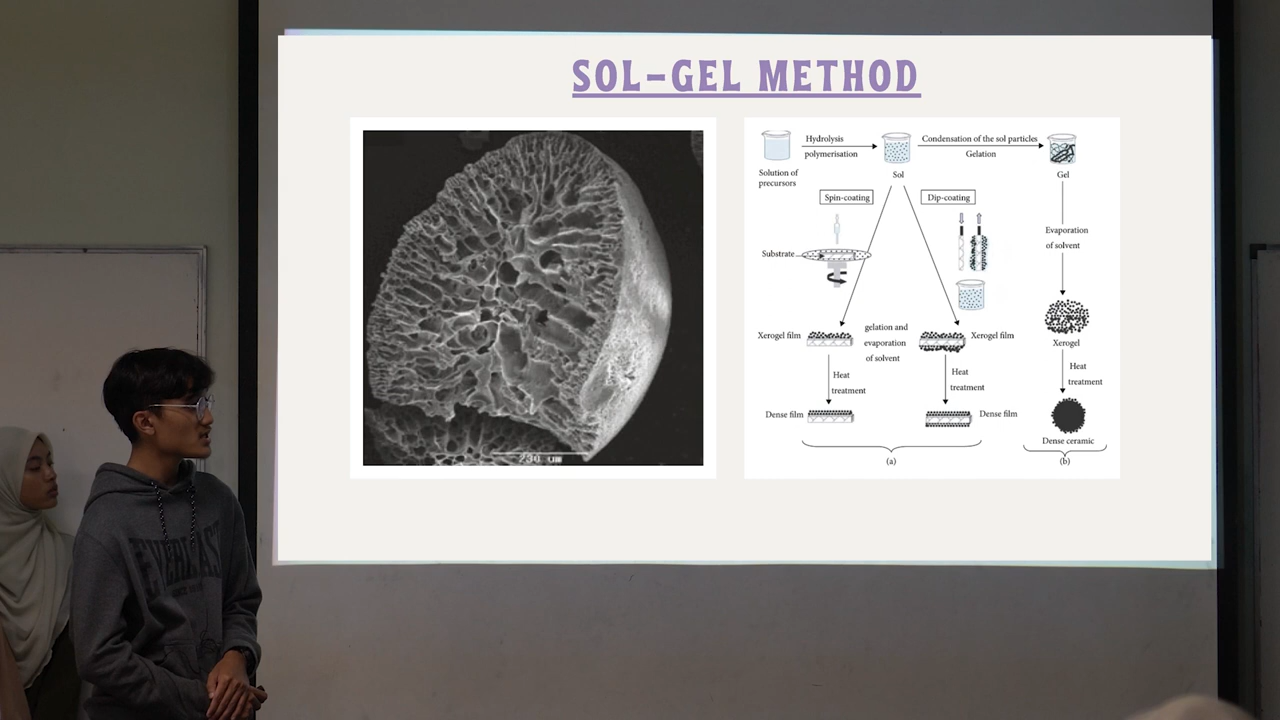 SOL-GEL METHOD
230 um
Hydrolysis
polymerisation
Condensation of the sol particles
Gelation
Solution of
precursors
Sol
Gel
Spin-coating
Dip-coating
Substrate
Evaporation
of solvent
Xerogel film
gelation and
evaporation
of solvent
Xerogel film
Xerogel
Heat
treatment
Heat
treatment
Heat
treatment
Dense film
Dense film
Dense ceramic
(a)
(b)
EVERLAST